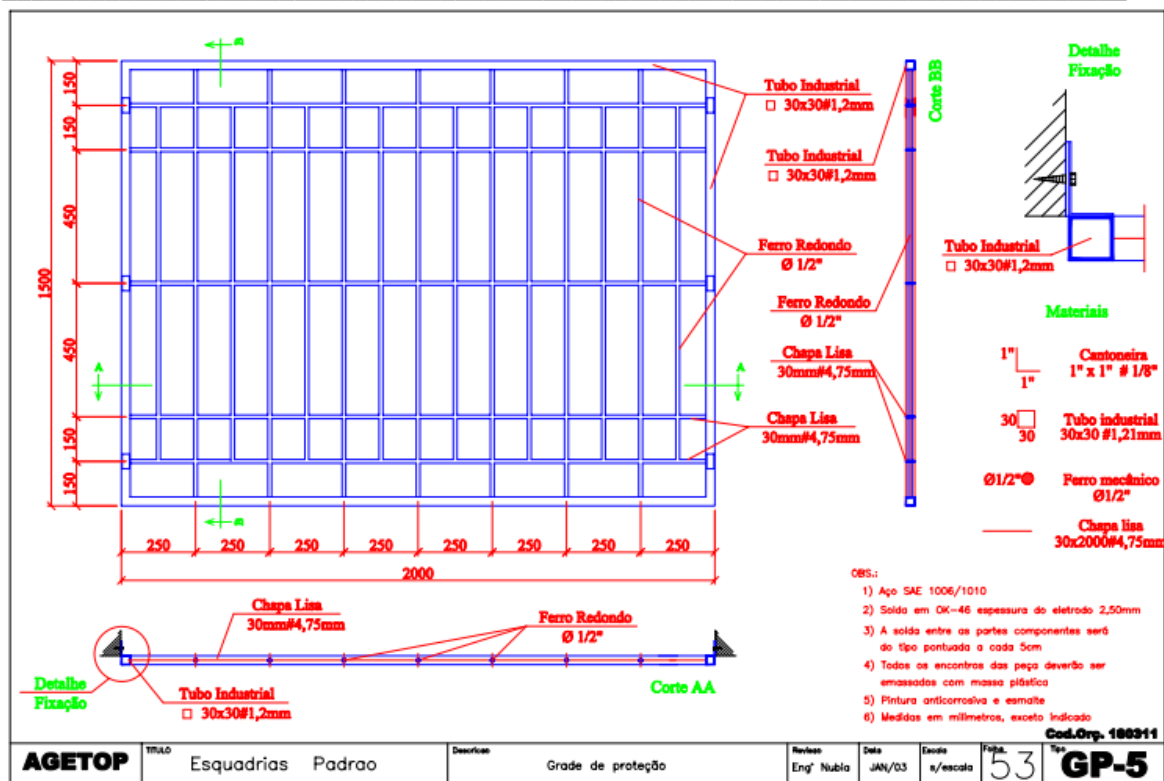 B
150
150
450
450
150
150
1500
A
A
B
250 250 250 250 250 250 250 250
2000
Tubo Industrial
□ 30x30#1,2mm
Tubo Industrial
□ 30x30#1,2mm
Ferro Redondo
Ø 1/2"
Ferro Redondo
Ø 1/2"
Chapa Lisa
30mm#4,75mm
Chapa Lisa
30mm#4,75mm
Corte BB
Detalhe
Fixação
Tubo Industrial
□ 30x30#1,2mm
Materiais
1"
1"
Cantoneira
1" x 1" # 1/8"
30
30
Tubo industrial
30x30 #1,21mm
Ø1/2"
Ferro mecânico
Ø1/2"
Chapa lisa
30x2000#4,75mm
Chapa Lisa
30mm#4,75mm
Ferro Redondo
Ø 1/2"
Detalhe
Fixação
Tubo Industrial
□ 30x30#1,2mm
Corte AA
OBS.:
1) Aço SAE 1006/1010
2) Solda em OK-46 espessura do eletrodo 2,50mm
3) A solda entre as partes componentes será
do tipo pontuada a cada 5cm
4) Todos os encontros das peça deverão ser
emassados com massa plástica
5) Pintura anticorrosiva e esmalte
6) Medidas em milímetros, exceto indicado
Cod.Orç. 180311
AGETOP
TITULO
Esquadrias Padrao
Descricao
Grade de proteção
Revisao
Engª Nubia
Data
JAN/03
Escala
s/escala
Folha.
53
Tipo
GP-5